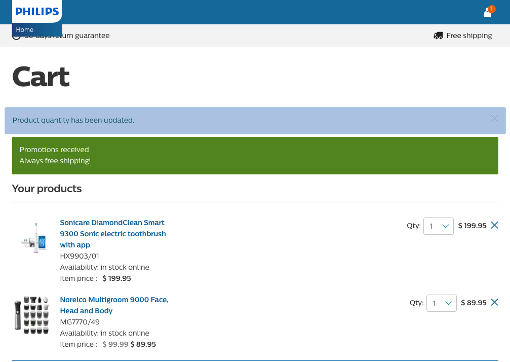 PHILIPS
1
Home
return guarantee
Free shipping
Cart
Product quantity has been updated.
Promotions received
Always free shipping!
Your products
Sonicare DiamondClean Smart
9300 Sonic electric toothbrush
with app
HX9903/01
Availability: in stock online
Item price : $ 199.95
Qty: 1 $ 199.95
Norelco Multigroom 9000 Face,
Head and Body
MG7770/49
Availability: in stock online
Item price : $ 99.99 $ 89.95
Qty: 1 $ 89.95